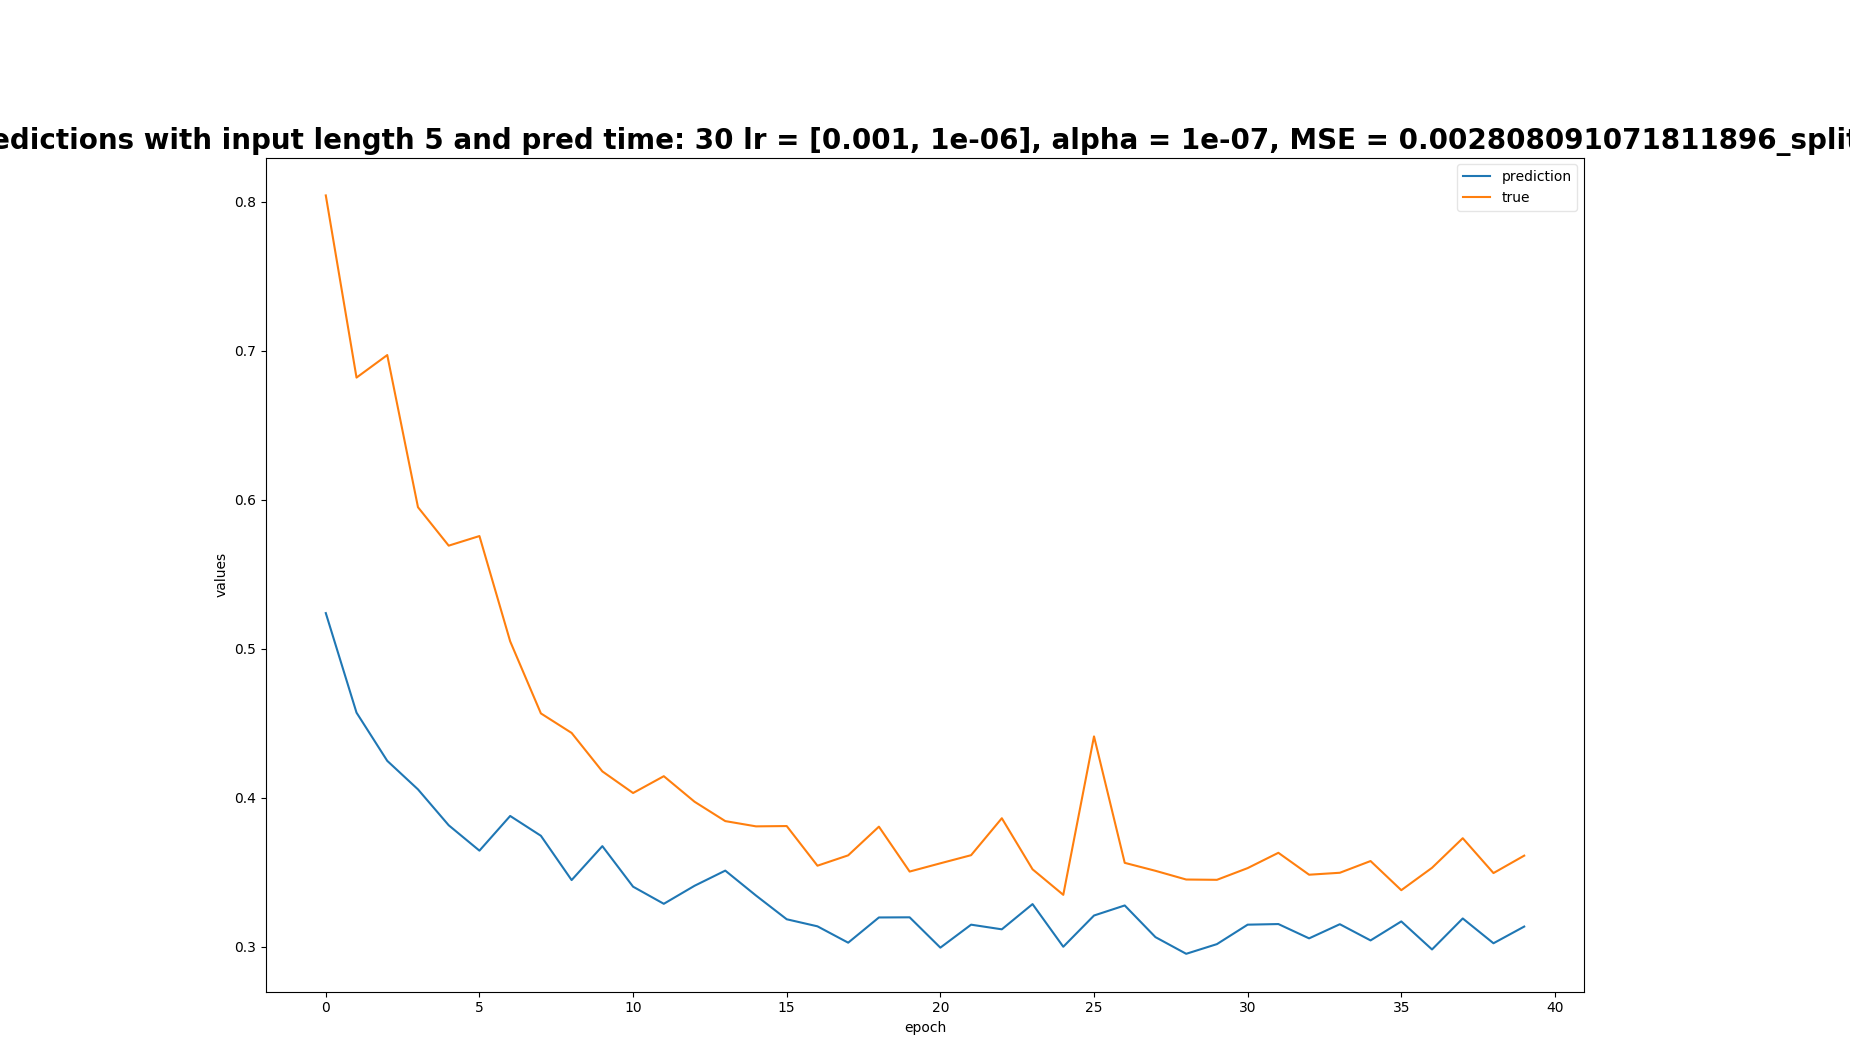 edictions with input length 5 and pred time: 30 lr = [0.001, 1e-06], alpha = 1e-07, MSE = 0.002808091071811896_split
prediction
true
0.8
0.7
0.6
0.5
0.4
0.3
values
0 5 10 15 20 25 30 35 40
epoch